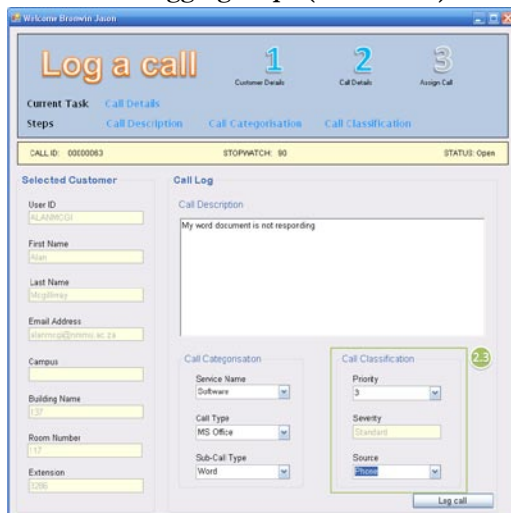 Welcome Bronwin Jason
Log a call
1
2
3
Customer Details
Call Details
Assign Call
Current Task
Call Details
Steps
Call Description
Call Categorisation
Call Classification
CALL ID: 00000063
STOPWATCH: 90
STATUS: Open
Selected Customer
User ID
ALANMCGI
First Name
Alan
Last Name
Email Address
Campus
Building Name
137
Room Number
117
Extension
3286
Call Log
Call Description
My word document is not responding
Call Categorisation
Service Name
Software
Call Type
MS Office
Sub-Call Type
Word
Call Classification
2.3
Priority
3
Severity
Standard
Source
Phone
Log call